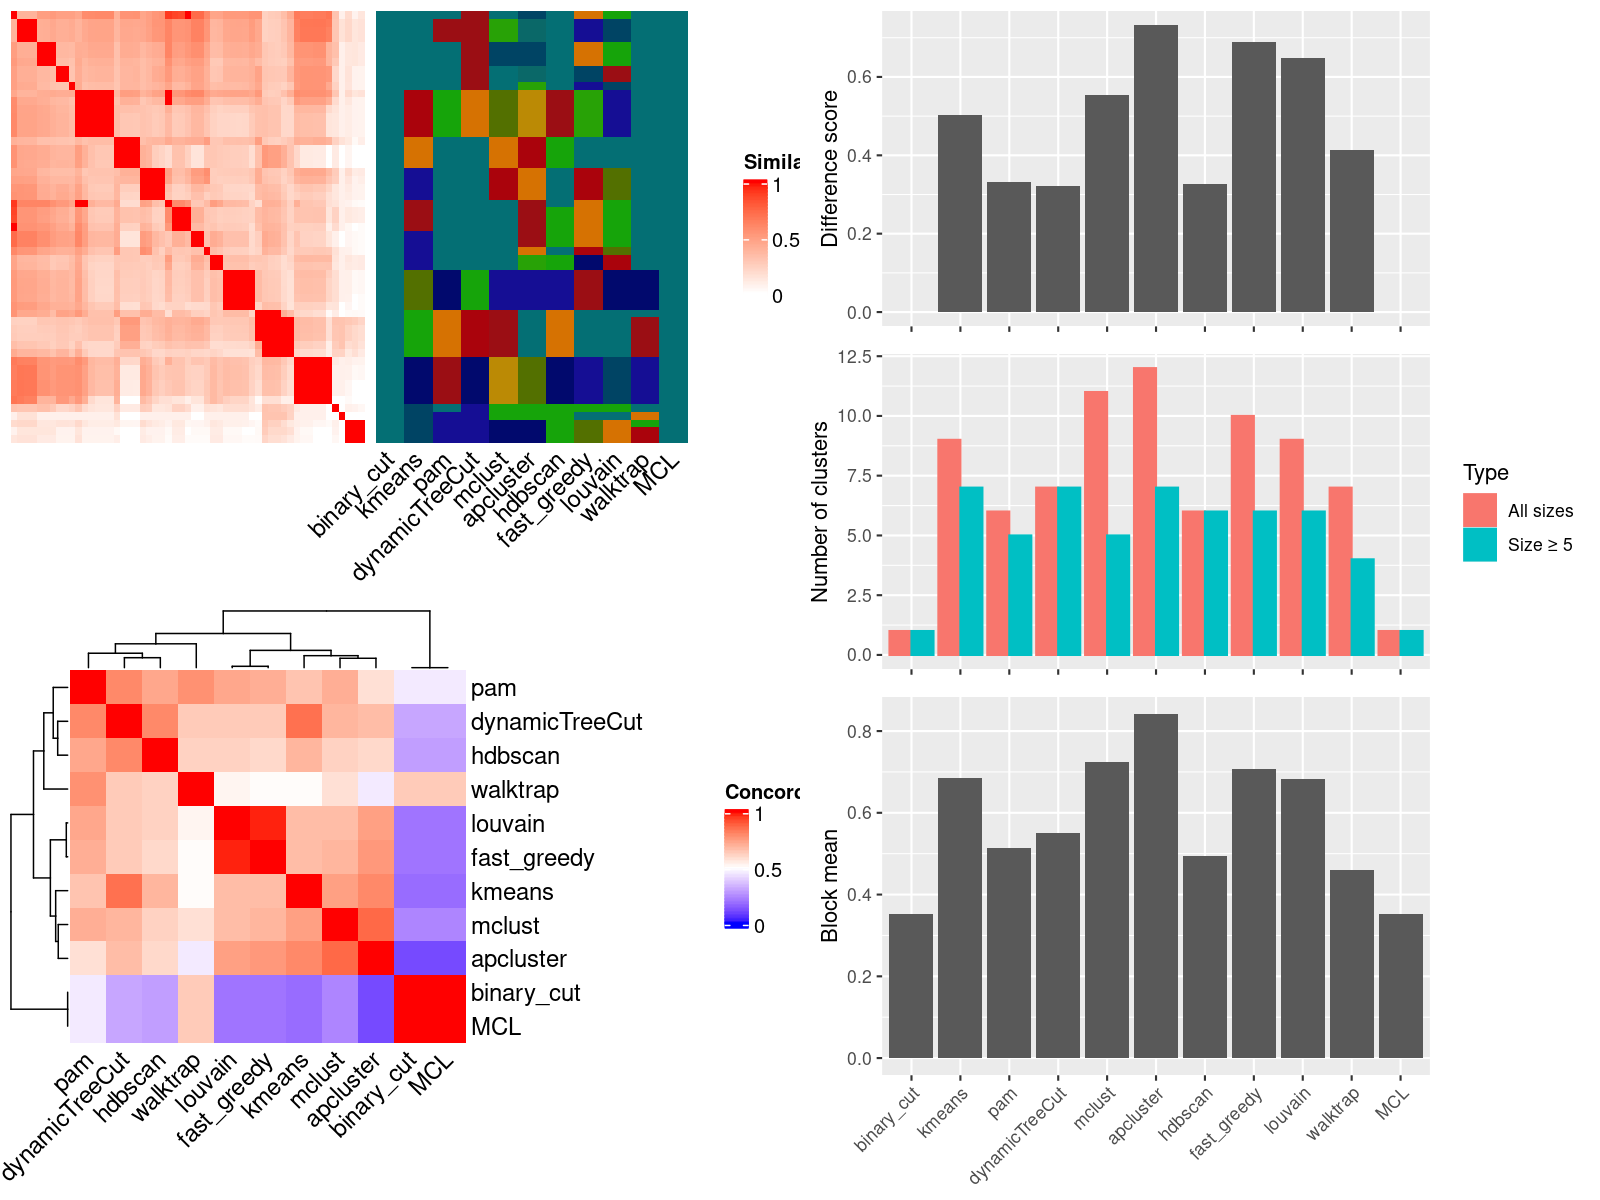 Simila
1
0.5
0
binary_cut
kmeans
pam
dynamicTreeCut
mclust
apcluster
hdbscan
fast_greedy
louvain
walktrap
MCL
pam
dynamicTreeCut
hdbscan
walktrap
louvain
fast_greedy
kmeans
mclust
apcluster
binary_cut
MCL
Concord
1
0.5
0
pam
dynamicTreeCut
hdbscan
walktrap
louvain
fast_greedy
kmeans
mclust
apcluster
binary_cut
MCL
Difference score
0.6
0.4
0.2
0.0
Number of clusters
12.5
10.0
7.5
5.0
2.5
0.0
Type
All sizes
Size ≥ 5
Block mean
0.8
0.6
0.4
0.2
0.0
binary_cut
kmeans
pam
dynamicTreeCut
mclust
apcluster
hdbscan
fast_greedy
louvain
walktrap
MCL